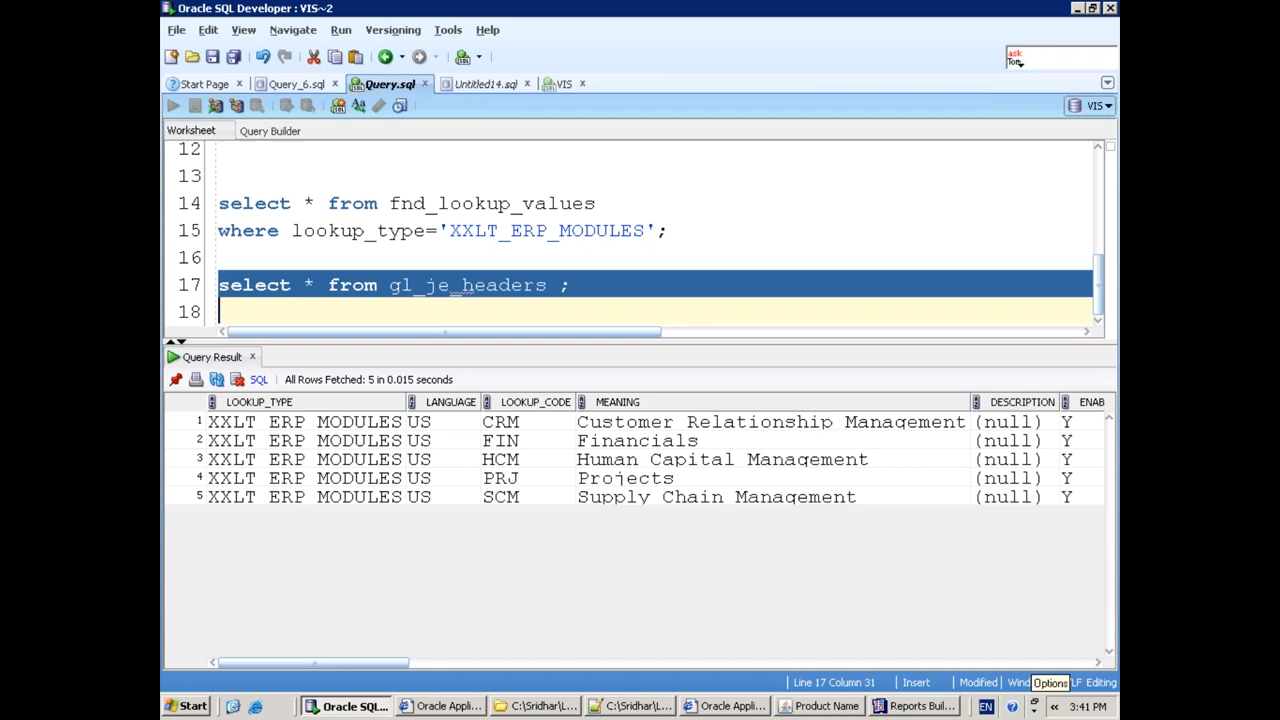 Oracle SQL Developer : VIS~2
File Edit View Navigate Run Versioning Tools Help
ask
Tom
Start Page Query_6.sql Query.sql Untitled14.sql VIS
VIS
Worksheet Query Builder
12
13
14 select * from fnd_lookup_values
15 where lookup_type='XXLT_ERP_MODULES';
16
17 select * from gl_je_headers ;
18
Query Result
SQL All Rows Fetched: 5 in 0.015 seconds
LOOKUP_TYPE LANGUAGE LOOKUP_CODE MEANING DESCRIPTION ENAB
1 XXLT ERP MODULES US CRM Customer Relationship Management (null) Y
2 XXLT ERP MODULES US FIN Financials (null) Y
3 XXLT ERP MODULES US HCM Human Capital Management (null) Y
4 XXLT ERP MODULES US PRJ Projects (null) Y
5 XXLT ERP MODULES US SCM Supply Chain Management (null) Y
Line 17 Column 31 Insert Modified Wind Options LF Editing
Start Oracle SQL... Oracle Appli... C:\Sridhar\L... C:\Sridhar\L... Oracle Appli... Product Name Reports Buil... EN 3:41 PM